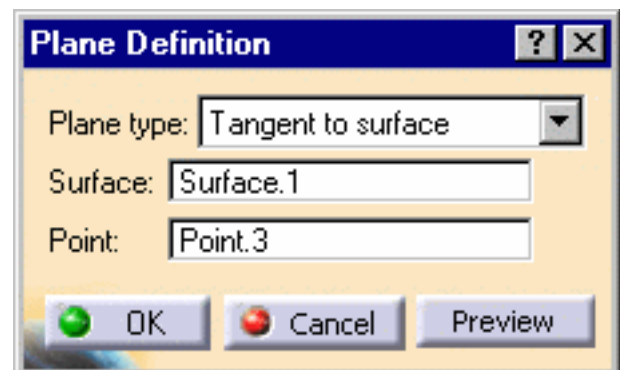 Plane Definition ? X
Plane type: Tangent to surface
Surface: Surface.1
Point: Point.3
OK Cancel Preview